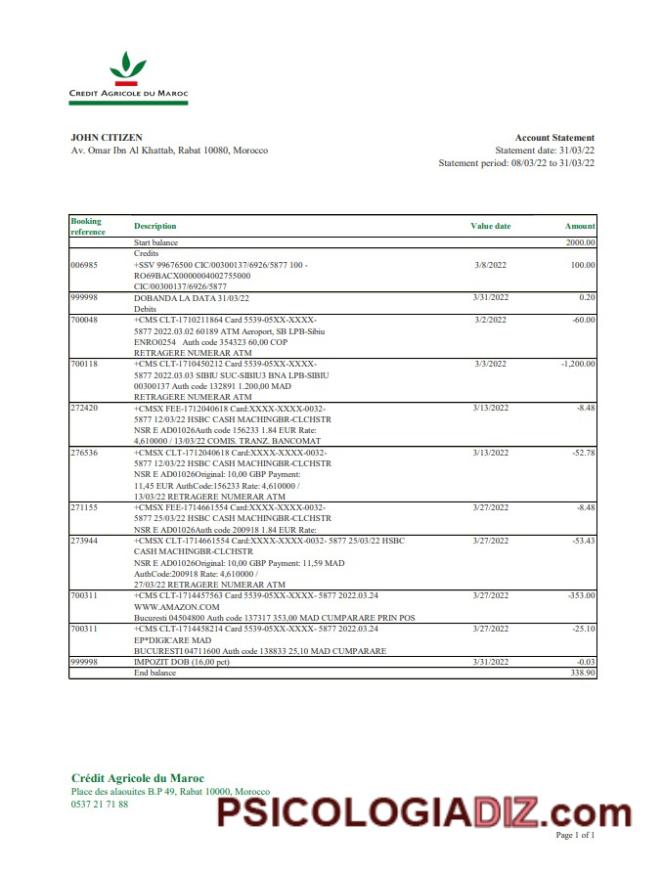 CREDIT AGRICOLE DU MAROC
JOHN CITIZEN
Av. Omar Ibn Al Khattab, Rabat 10080, Morocco
Account Statement
Statement date: 31/03/22
Statement period: 08/03/22 to 31/03/22
Booking reference Description Value date Amount
Start balance 2000.00
Credits
006985 +SSV 99676500 CIC/00300137/6926/5877 100 - 3/8/2022 100.00
RO69BACX0000004002755000
CIC/00300137/6926/5877
999998 DOBANDA LA DATA 31/03/22 3/31/2022 0.20
Debits
700048 +CMS CLT-1710211864 Card 5539-05XX-XXXX- 3/2/2022 -60.00
5877 2022.03.02 60189 ATM Aeroport, SB LPB-Sibiu
ENRO0254 Auth code 354323 60,00 COP
RETRAGERE NUMERAR ATM
700118 +CMS CLT-1710450212 Card 5539-05XX-XXXX- 3/3/2022 -1,200.00
5877 2022.03.03 SIBIU SUC-SIBIU3 BNA LPB-SIBIU
00300137 Auth code 132891 1.200,00 MAD
RETRAGERE NUMERAR ATM
272420 +CMSX FEE-1712040618 Card:XXXX-XXXX-0032- 3/13/2022 -8.48
5877 12/03/22 HSBC CASH MACHINGBR-CLCHSTR
NSR E AD01026Auth code 156233 1.84 EUR Rate:
4,610000 / 13/03/22 COMIS. TRANZ. BANCOMAT
276536 +CMSX CLT-1712040618 Card:XXXX-XXXX-0032- 3/13/2022 -52.78
5877 12/03/22 HSBC CASH MACHINGBR-CLCHSTR
NSR E AD01026Original: 10,00 GBP Payment:
11,45 EUR AuthCode:156233 Rate: 4,610000 /
13/03/22 RETRAGERE NUMERAR ATM
271155 +CMSX FEE-1714661554 Card:XXXX-XXXX-0032- 3/27/2022 -8.48
5877 25/03/22 HSBC CASH MACHINGBR-CLCHSTR
NSR E AD01026Auth code 200918 1.84 EUR Rate:
273944 +CMSX CLT-1714661554 Card:XXXX-XXXX-0032- 5877 25/03/22 HSBC 3/27/2022 -53.43
CASH MACHINGBR-CLCHSTR
NSR E AD01026Original: 10,00 GBP Payment: 11,59 MAD
AuthCode:200918 Rate: 4,610000 /
27/03/22 RETRAGERE NUMERAR ATM
700311 +CMS CLT-1714457563 Card 5539-05XX-XXXX- 5877 2022.03.24 3/27/2022 -353.00
WWW.AMAZON.COM
Bucuresti 04504800 Auth code 137317 353,00 MAD CUMPARARE PRIN POS
700311 +CMS CLT-1714458214 Card 5539-05XX-XXXX- 5877 2022.03.24 3/27/2022 -25.10
EP*DIGICARE MAD
BUCURESTI 04711600 Auth code 138833 25,10 MAD CUMPARARE
999998 IMPOZIT DOB (16,00 pct) 3/31/2022 -0.03
End balance 338.90
Crédit Agricole du Maroc
Place des alaouites B.P 49, Rabat 10000, Morocco
0537 21 71 88
PSICOLOGIADIZ.com
Page 1 of 1